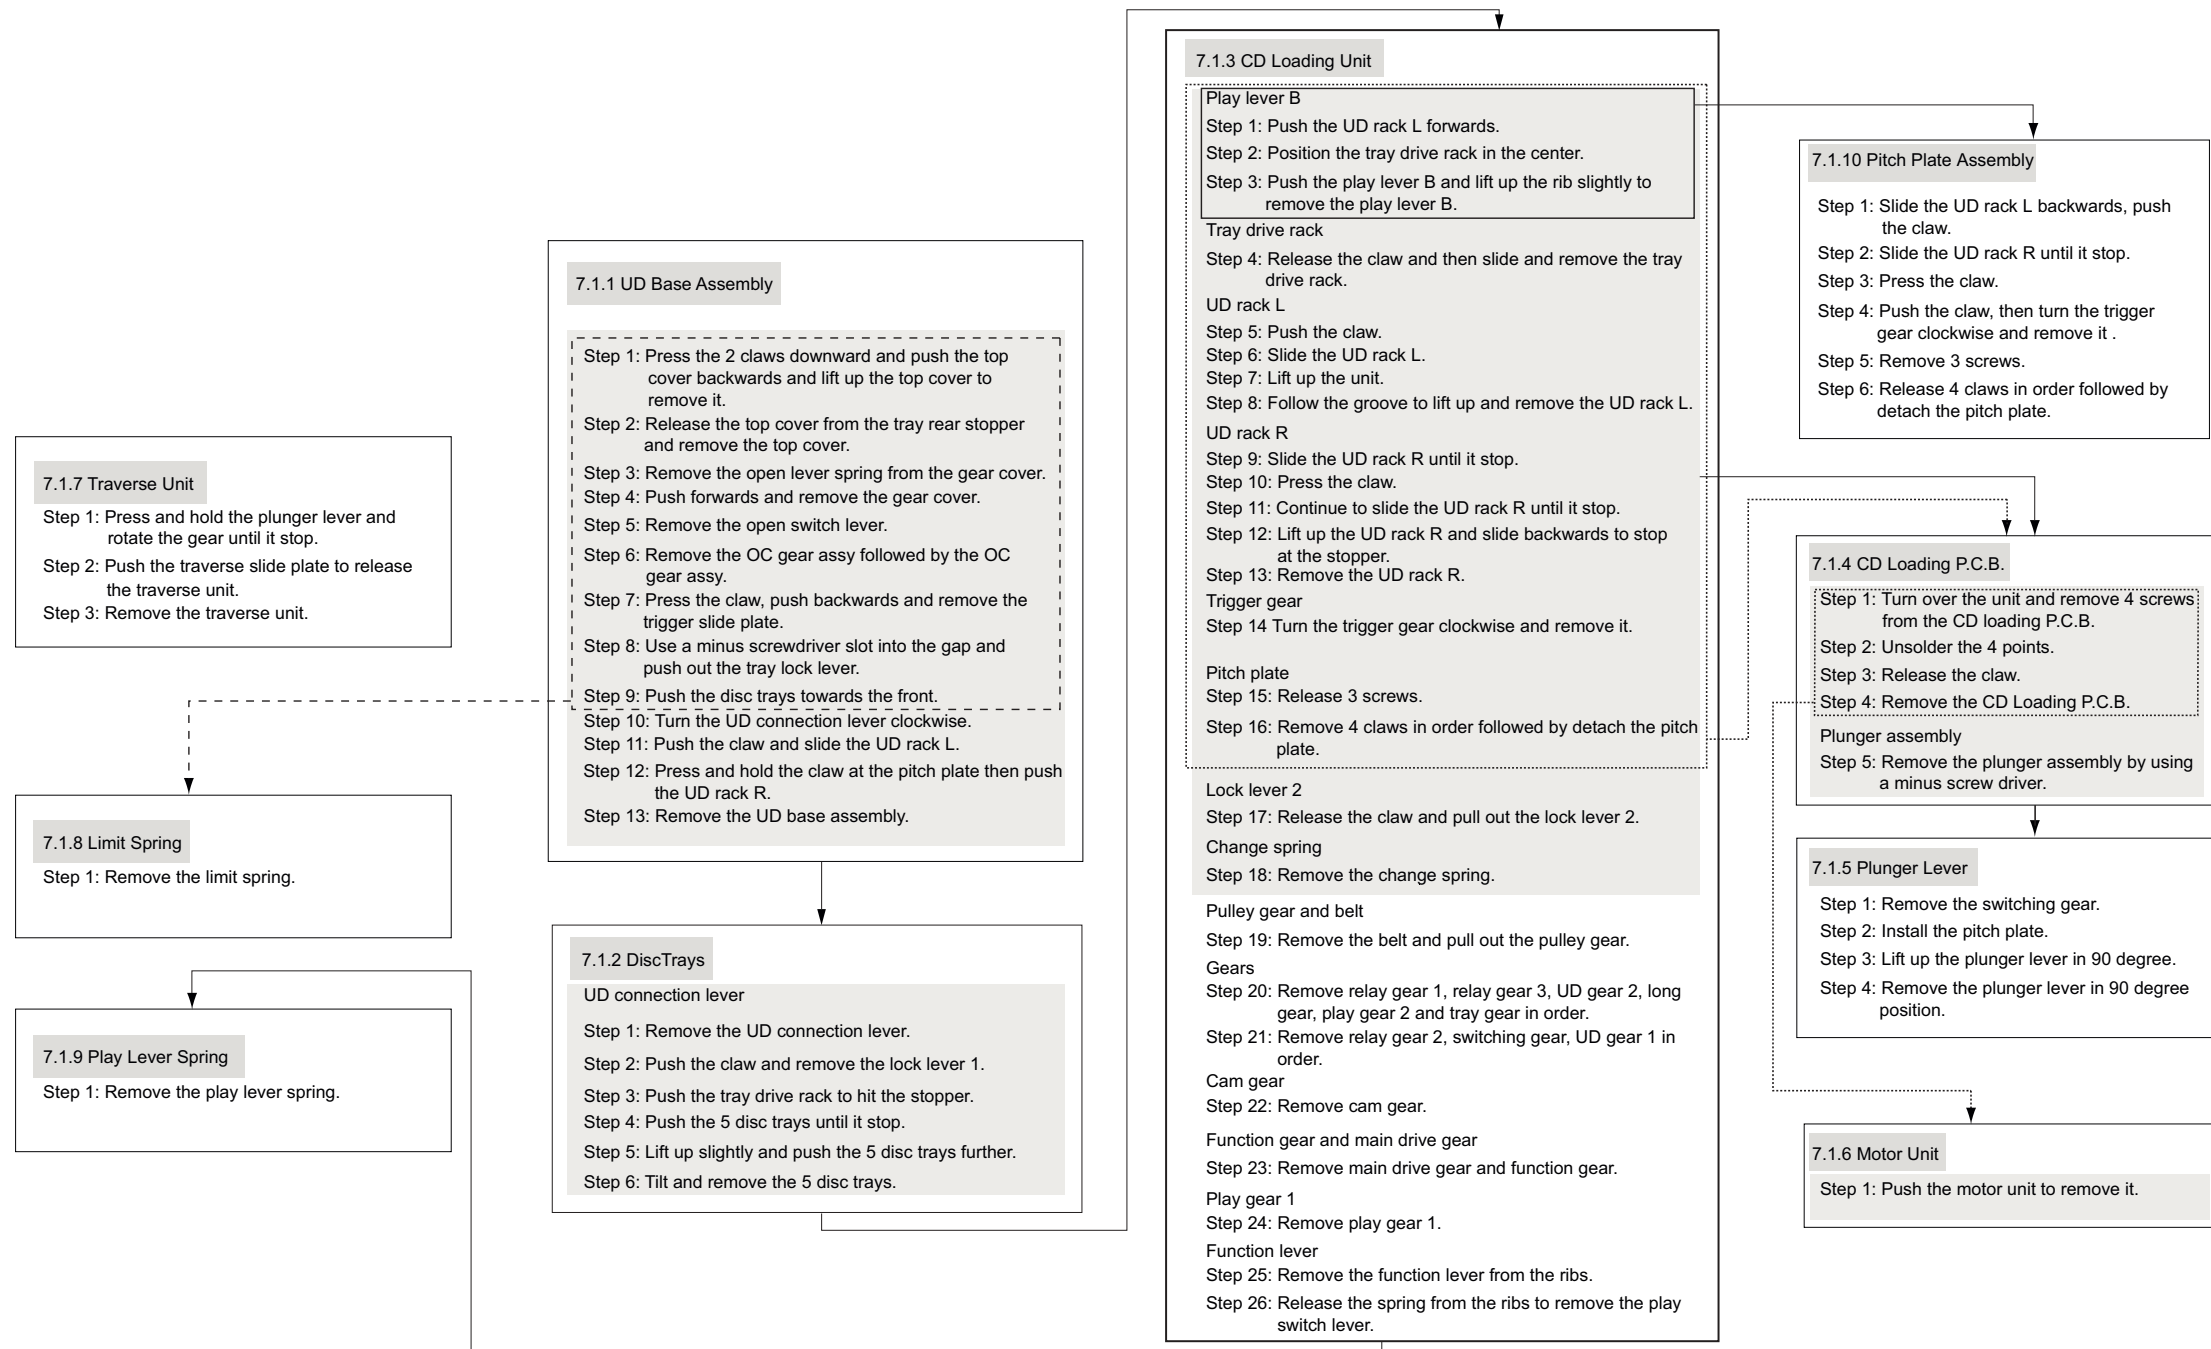 7.1.7 Traverse Unit
Step 1: Press and hold the plunger lever and
rotate the gear until it stop.
Step 2: Push the traverse slide plate to release
the traverse unit.
Step 3: Remove the traverse unit.
7.1.8 Limit Spring
Step 1: Remove the limit spring.
7.1.9 Play Lever Spring
Step 1: Remove the play lever spring.
7.1.1 UD Base Assembly
Step 1: Press the 2 claws downward and push the top
cover backwards and lift up the top cover to
remove it.
Step 2: Release the top cover from the tray rear stopper
and remove the top cover.
Step 3: Remove the open lever spring from the gear cover.
Step 4: Push forwards and remove the gear cover.
Step 5: Remove the open switch lever.
Step 6: Remove the OC gear assy followed by the OC
gear assy.
Step 7: Press the claw, push backwards and remove the
trigger slide plate.
Step 8: Use a minus screwdriver slot into the gap and
push out the tray lock lever.
Step 9: Push the disc trays towards the front.
Step 10: Turn the UD connection lever clockwise.
Step 11: Push the claw and slide the UD rack L.
Step 12: Press and hold the claw at the pitch plate then push
the UD rack R.
Step 13: Remove the UD base assembly.
7.1.2 DiscTrays
UD connection lever
Step 1: Remove the UD connection lever.
Step 2: Push the claw and remove the lock lever 1.
Step 3: Push the tray drive rack to hit the stopper.
Step 4: Push the 5 disc trays until it stop.
Step 5: Lift up slightly and push the 5 disc trays further.
Step 6: Tilt and remove the 5 disc trays.
7.1.3 CD Loading Unit
Play lever B
Step 1: Push the UD rack L forwards.
Step 2: Position the tray drive rack in the center.
Step 3: Push the play lever B and lift up the rib slightly to
remove the play lever B.
Tray drive rack
Step 4: Release the claw and then slide and remove the tray
drive rack.
UD rack L
Step 5: Push the claw.
Step 6: Slide the UD rack L.
Step 7: Lift up the unit.
Step 8: Follow the groove to lift up and remove the UD rack L.
UD rack R
Step 9: Slide the UD rack R until it stop.
Step 10: Press the claw.
Step 11: Continue to slide the UD rack R until it stop.
Step 12: Lift up the UD rack R and slide backwards to stop
at the stopper.
Step 13: Remove the UD rack R.
Trigger gear
Step 14 Turn the trigger gear clockwise and remove it.
Pitch plate
Step 15: Release 3 screws.
Step 16: Remove 4 claws in order followed by detach the pitch
plate.
Lock lever 2
Step 17: Release the claw and pull out the lock lever 2.
Change spring
Step 18: Remove the change spring.
Pulley gear and belt
Step 19: Remove the belt and pull out the pulley gear.
Gears
Step 20: Remove relay gear 1, relay gear 3, UD gear 2, long
gear, play gear 2 and tray gear in order.
Step 21: Remove relay gear 2, switching gear, UD gear 1 in
order.
Cam gear
Step 22: Remove cam gear.
Function gear and main drive gear
Step 23: Remove main drive gear and function gear.
Play gear 1
Step 24: Remove play gear 1.
Function lever
Step 25: Remove the function lever from the ribs.
Step 26: Release the spring from the ribs to remove the play
switch lever.
7.1.10 Pitch Plate Assembly
Step 1: Slide the UD rack L backwards, push
the claw.
Step 2: Slide the UD rack R until it stop.
Step 3: Press the claw.
Step 4: Push the claw, then turn the trigger
gear clockwise and remove it .
Step 5: Remove 3 screws.
Step 6: Release 4 claws in order followed by
detach the pitch plate.
7.1.4 CD Loading P.C.B.
Step 1: Turn over the unit and remove 4 screws
from the CD loading P.C.B.
Step 2: Unsolder the 4 points.
Step 3: Release the claw.
Step 4: Remove the CD Loading P.C.B.
Plunger assembly
Step 5: Remove the plunger assembly by using
a minus screw driver.
7.1.5 Plunger Lever
Step 1: Remove the switching gear.
Step 2: Install the pitch plate.
Step 3: Lift up the plunger lever in 90 degree.
Step 4: Remove the plunger lever in 90 degree
position.
7.1.6 Motor Unit
Step 1: Push the motor unit to remove it.